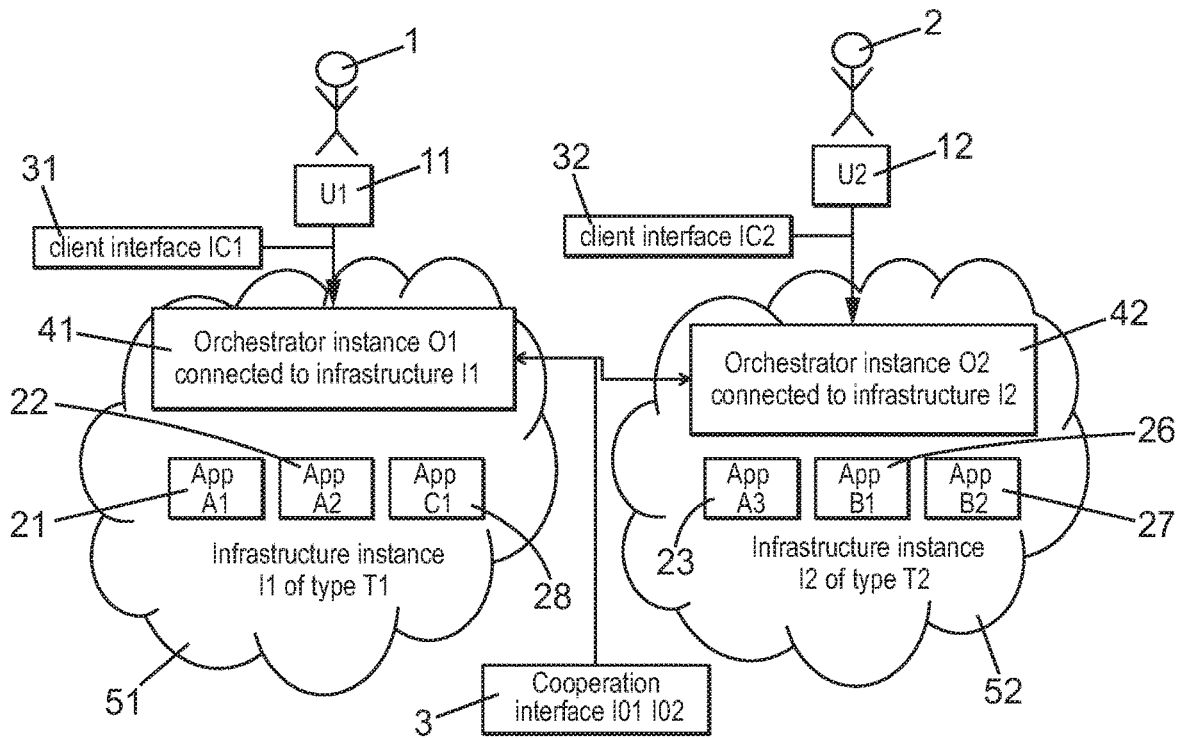 1
2
31
11
32
12
U1
U2
client interface IC1
client interface IC2
41
42
Orchestrator instance O1
connected to infrastructure I1
Orchestrator instance O2
connected to infrastructure I2
22
26
App
A1
App
A2
App
C1
App
A3
App
B1
App
B2
21
28
23
27
Infrastructure instance
I1 of type T1
Infrastructure instance
I2 of type T2
51
52
3
Cooperation
interface I01 I02